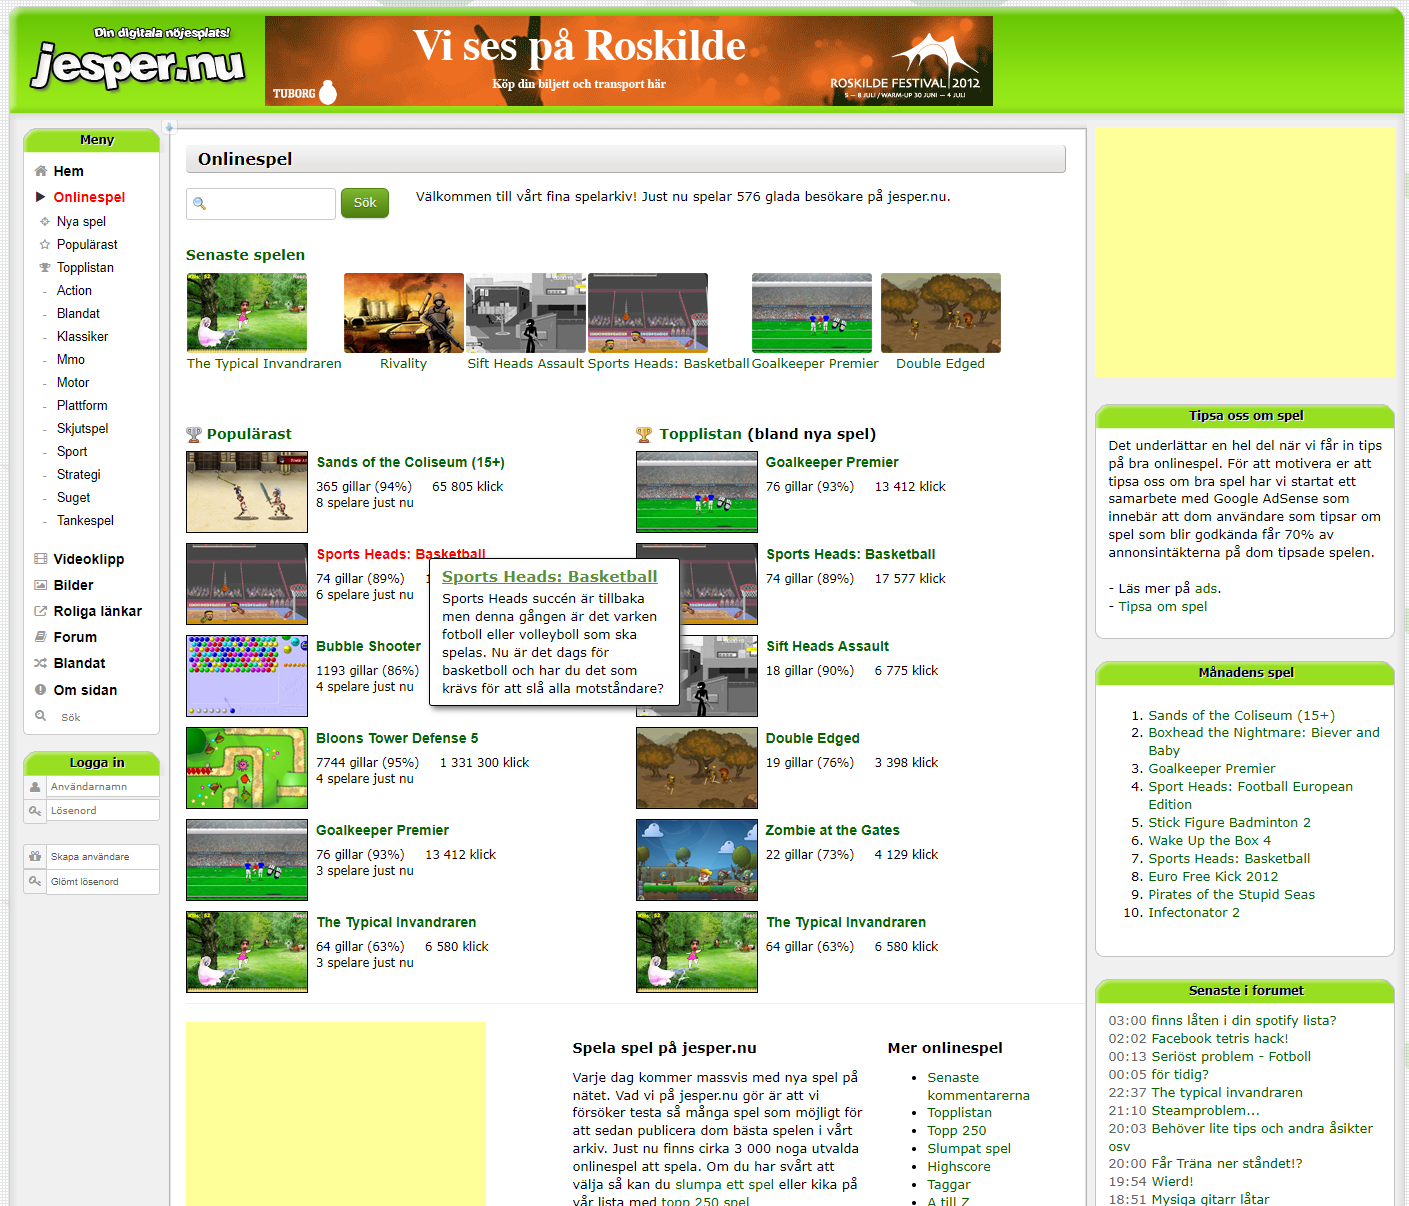 Din digitala nöjesplats!
jesper.nu
Vi ses på Roskilde
Köp din biljett och transport här
TUBORG
ROSKILDE FESTIVAL 2012
5 – 8 JULI / WARM-UP 30 JUNI – 4 JULI
Meny
Hem
Onlinespel
Nya spel
Populärast
Topplistan
- Action
- Blandat
- Klassiker
- Mmo
- Motor
- Plattform
- Skjutspel
- Sport
- Strategi
- Suget
- Tankespel
Videoklipp
Bilder
Roliga länkar
Forum
Blandat
Om sidan
Sök
Logga in
Användarnamn
Lösenord
Skapa användare
Glömt lösenord
Onlinespel
Sök
Välkommen till vårt fina spelarkiv! Just nu spelar 576 glada besökare på jesper.nu.
Senaste spelen
The Typical Invandraren
Rivality
Sift Heads Assault
Sports Heads: Basketball
Goalkeeper Premier
Double Edged
Populärast
Sands of the Coliseum (15+)
365 gillar (94%) 65 805 klick
8 spelare just nu
Sports Heads: Basketball
74 gillar (89%) 1
6 spelare just nu
Sports Heads: Basketball
Sports Heads succén är tillbaka
men denna gången är det varken
fotboll eller volleyboll som ska
spelas. Nu är det dags för
basketboll och har du det som
krävs för att slå alla motståndare?
Bubble Shooter
1193 gillar (86%)
4 spelare just nu
Bloons Tower Defense 5
7744 gillar (95%) 1 331 300 klick
4 spelare just nu
Goalkeeper Premier
76 gillar (93%) 13 412 klick
3 spelare just nu
The Typical Invandraren
64 gillar (63%) 6 580 klick
3 spelare just nu
Topplistan (bland nya spel)
Goalkeeper Premier
76 gillar (93%) 13 412 klick
Sports Heads: Basketball
74 gillar (89%) 17 577 klick
Sift Heads Assault
18 gillar (90%) 6 775 klick
Double Edged
19 gillar (76%) 3 398 klick
Zombie at the Gates
22 gillar (73%) 4 129 klick
The Typical Invandraren
64 gillar (63%) 6 580 klick
Spela spel på jesper.nu
Varje dag kommer massvis med nya spel på
nätet. Vad vi på jesper.nu gör är att vi
försöker testa så många spel som möjligt för
att sedan publicera dom bästa spelen i vårt
arkiv. Just nu finns cirka 3 000 noga utvalda
onlinespel att spela. Om du har svårt att
välja så kan du slumpa ett spel eller kika på
vår lista med topp 250 spel
Mer onlinespel
• Senaste
kommentarerna
• Topplistan
• Topp 250
• Slumpat spel
• Highscore
• Taggar
• A till Z
Tipsa oss om spel
Det underlättar en hel del när vi får in tips
på bra onlinespel. För att motivera er att
tipsa oss om bra spel har vi startat ett
samarbete med Google AdSense som
innebär att dom användare som tipsar om
spel som blir godkända får 70% av
annonsintäkterna på dom tipsade spelen.
- Läs mer på ads.
- Tipsa om spel
Månadens spel
1. Sands of the Coliseum (15+)
2. Boxhead the Nightmare: Biever and
Baby
3. Goalkeeper Premier
4. Sport Heads: Football European
Edition
5. Stick Figure Badminton 2
6. Wake Up the Box 4
7. Sports Heads: Basketball
8. Euro Free Kick 2012
9. Pirates of the Stupid Seas
10. Infectonator 2
Senaste i forumet
03:00 finns låten i din spotify lista?
02:02 Facebook tetris hack!
00:13 Seriöst problem - Fotboll
00:05 för tidig?
22:37 The typical invandraren
21:10 Steamproblem...
20:03 Behöver lite tips och andra åsikter
osv
20:00 Får Träna ner ståndet!?
19:54 Wierd!
18:51 Mysiga gitarr låtar